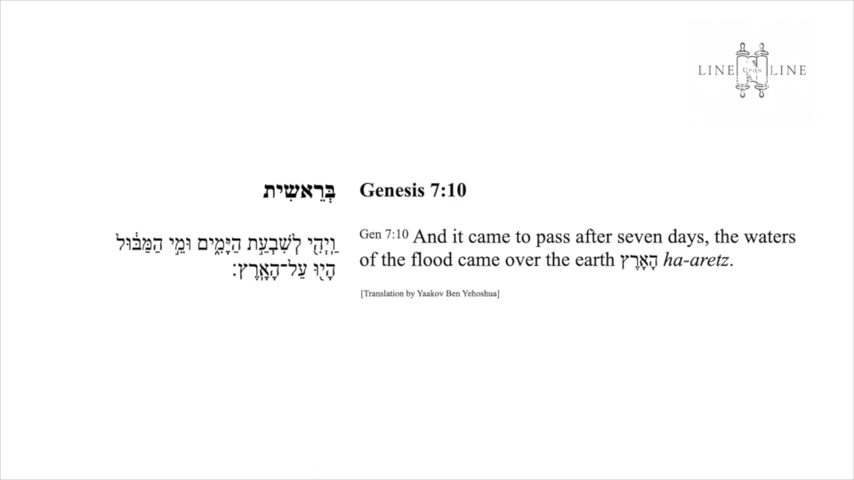 LINE UPON LINE
בְּרֵאשִׁית
Genesis 7:10
וַֽיְהִ֖י לְשִׁבְעַ֣ת הַיָּמִ֑ים וּמֵ֣י הַמַּבּ֔וּל
הָי֖וּ עַל־הָאָֽרֶץ׃
Gen 7:10 And it came to pass after seven days, the waters
of the flood came over the earth הָאָרֶץ ha-aretz.
[Translation by Yaakov Ben Yehoshua]